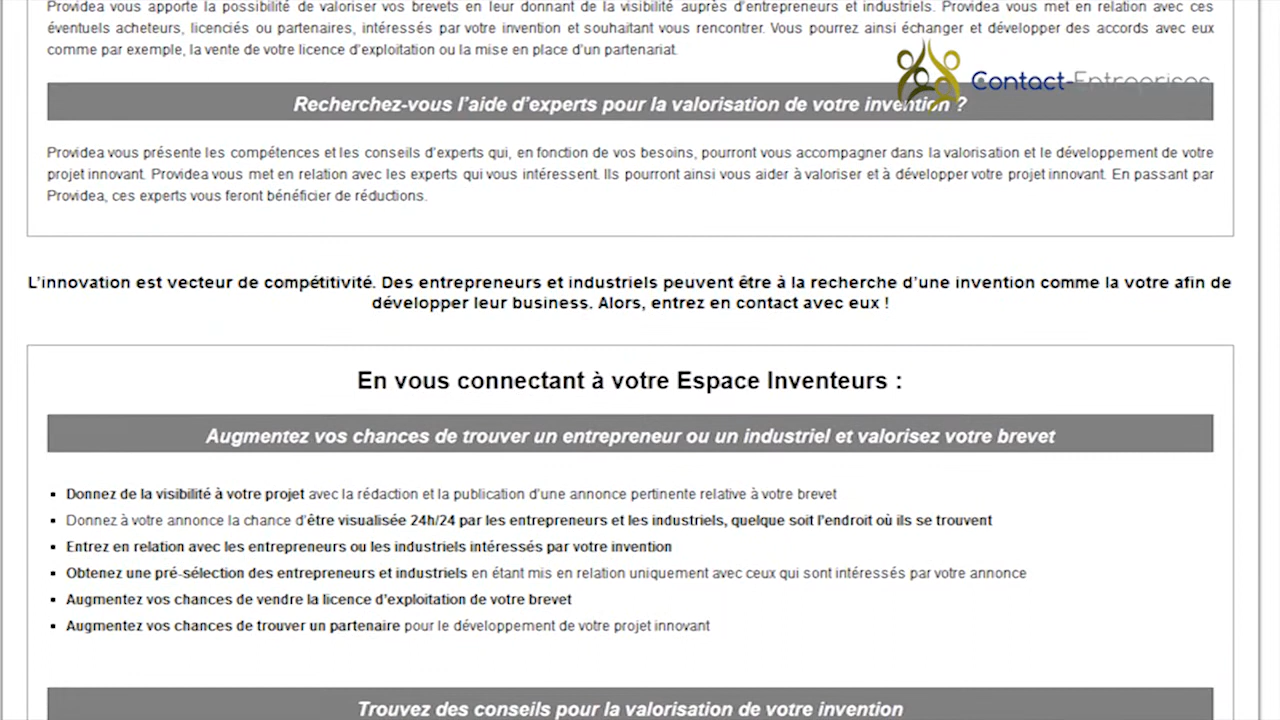 Providea vous apporte la possibilité de valoriser vos brevets en leur donnant de la visibilité auprès d'entrepreneurs et industriels. Providea vous met en relation avec ces
éventuels acheteurs, licenciés ou partenaires, intéressés par votre invention et souhaitant vous rencontrer. Vous pourrez ainsi échanger et développer des accords avec eux
comme par exemple, la vente de votre licence d'exploitation ou la mise en place d'un partenariat.
Contact-Entreprises
Recherchez-vous l'aide d'experts pour la valorisation de votre invention ?
Providea vous présente les compétences et les conseils d'experts qui, en fonction de vos besoins, pourront vous accompagner dans la valorisation et le développement de votre
projet innovant. Providea vous met en relation avec les experts qui vous intéressent. Ils pourront ainsi vous aider à valoriser et à développer votre projet innovant. En passant par
Providea, ces experts vous feront bénéficier de réductions.
L'innovation est vecteur de compétitivité. Des entrepreneurs et industriels peuvent être à la recherche d'une invention comme la votre afin de
développer leur business. Alors, entrez en contact avec eux !
En vous connectant à votre Espace Inventeurs :
Augmentez vos chances de trouver un entrepreneur ou un industriel et valorisez votre brevet
▪ Donnez de la visibilité à votre projet avec la rédaction et la publication d'une annonce pertinente relative à votre brevet
▪ Donnez à votre annonce la chance d'être visualisée 24h/24 par les entrepreneurs et les industriels, quelque soit l'endroit où ils se trouvent
▪ Entrez en relation avec les entrepreneurs ou les industriels intéressés par votre invention
▪ Obtenez une pré-sélection des entrepreneurs et industriels en étant mis en relation uniquement avec ceux qui sont intéressés par votre annonce
▪ Augmentez vos chances de vendre la licence d'exploitation de votre brevet
▪ Augmentez vos chances de trouver un partenaire pour le développement de votre projet innovant
Trouvez des conseils pour la valorisation de votre invention